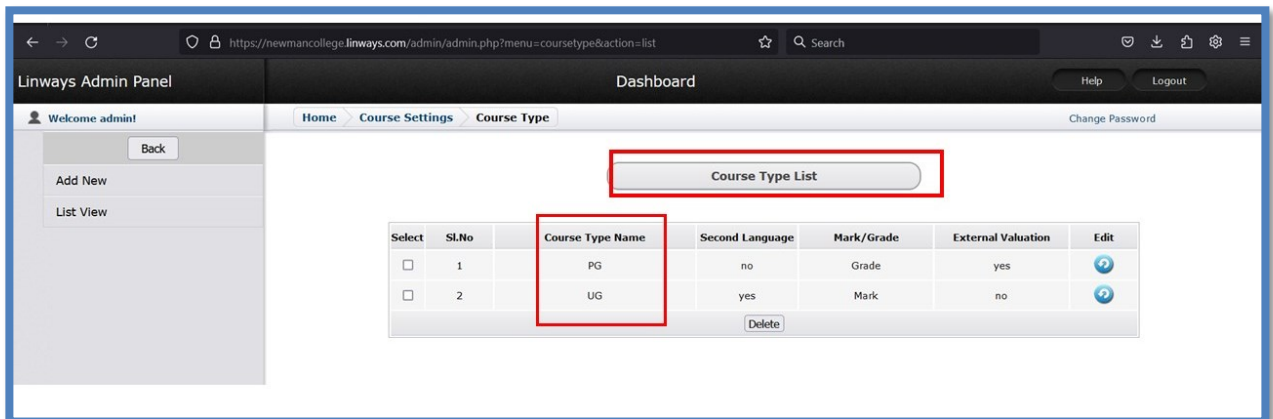 https://newmancollege.linways.com/admin/admin.php?menu=coursetype&action=list Search
Linways Admin Panel Dashboard Help Logout
Welcome admin! Home Course Settings Course Type Change Password
Back
Add New
List View
Course Type List
Select Sl.No Course Type Name Second Language Mark/Grade External Valuation Edit
1 PG no Grade yes
2 UG yes Mark no
Delete